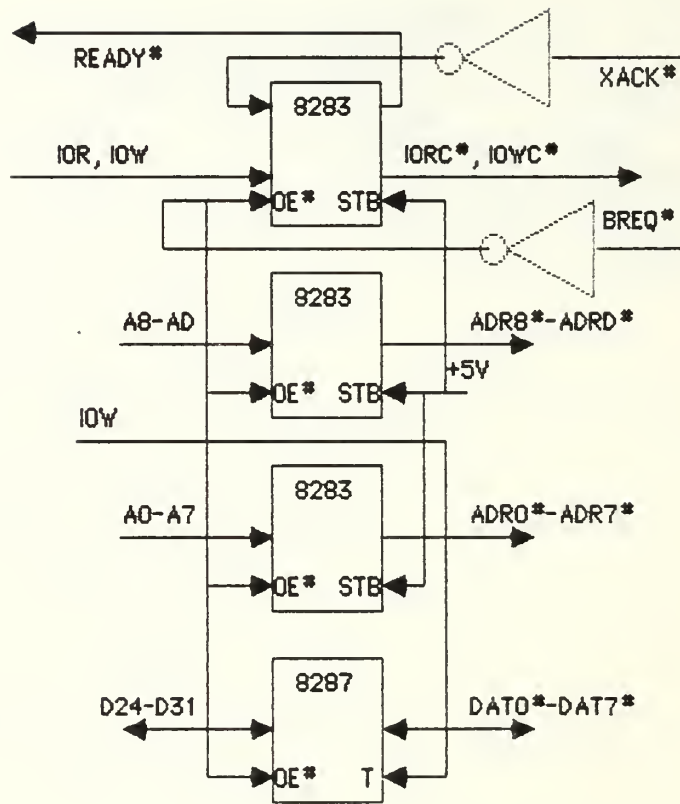 READY*
XACK*
8283
IOR, IOW
IORC*, IOWC*
OE* STB
BREQ*
8283
A8-AD
ADR8*-ADRD*
+5V
OE* STB
IOW
8283
A0-A7
ADR0*-ADR7*
OE* STB
8287
D24-D31
DAT0*-DAT7*
OE* T